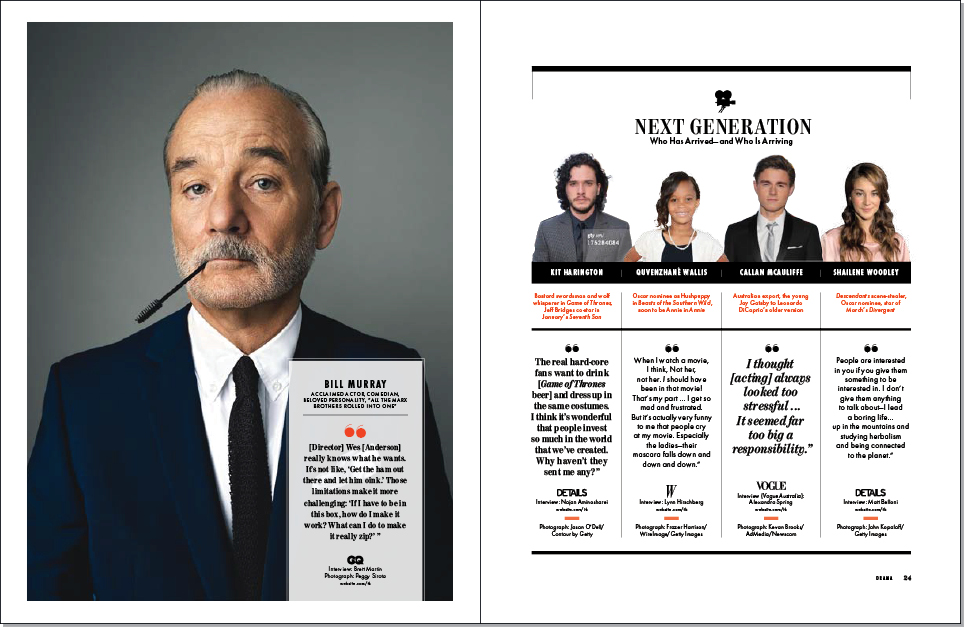 BILL MURRAY
ACCLAIMED ACTOR, COMEDIAN,
BELOVED PERSONALITY, "ALL THE MARX
BROTHERS ROLLED INTO ONE"
[Director] Wes [Anderson]
really knows what he wants.
It's not like, 'Get the ham out
there and let him oink.' Those
limitations make it more
challenging: 'If I have to be in
this box, how do I make it
work? What can I do to make
it really zip?' "
GQ
Interview: Brett Martin
Photograph: Peggy Sirota
website.com/tk
NEXT GENERATION
Who Has Arrived—and Who Is Arriving
176284084
KIT HARINGTON
Bastard swordsman and wolf
whisperer in Game of Thrones,
Jeff Bridges co-star in
January's Seventh Son
The real hard-core
fans want to drink
[Game of Thrones
beer] and dress up in
the same costumes.
I think it's wonderful
that people invest
so much in the world
that we've created.
Why haven't they
sent me any?"
DETAILS
Interview: Nojan Aminosharei
website.com/tk
Photograph: Jason O'Dell/
Contour by Getty
QUVENZHANÉ WALLIS
Oscar nominee as Hushpuppy
in Beasts of the Southern Wild,
soon to be Annie in Annie
When I watch a movie,
I think, Not her,
not her. I should have
been in that movie!
That's my part ... I get so
mad and frustrated.
But it's actually very funny
to me that people cry
at my movie. Especially
the ladies—their
mascara falls down and
down and down."
W
Interview: Lynn Hirschberg
website.com/tk
Photograph: Frazer Harrison/
WireImage/ Getty Images
CALLAN MCAULIFFE
Australian export, the young
Jay Gatsby to Leonardo
DiCaprio's older version
I thought
[acting] always
looked too
stressful ...
It seemed far
too big a
responsibility."
VOGUE
Interview (Vogue Australia):
Alexandra Spring
website.com/tk
Photograph: Kevan Brooks/
AdMedia/Newscom
SHAILENE WOODLEY
Descendants scene-stealer,
Oscar nominee, star of
March's Divergent
People are interested
in you if you give them
something to be
interested in. I don't
give them anything
to talk about—I lead
a boring life...
up in the mountains and
studying herbalism
and being connected
to the planet."
DETAILS
Interview: Matt Belloni
website.com/tk
Photograph: John Kopaloff/
Getty Images
DRAMA 24